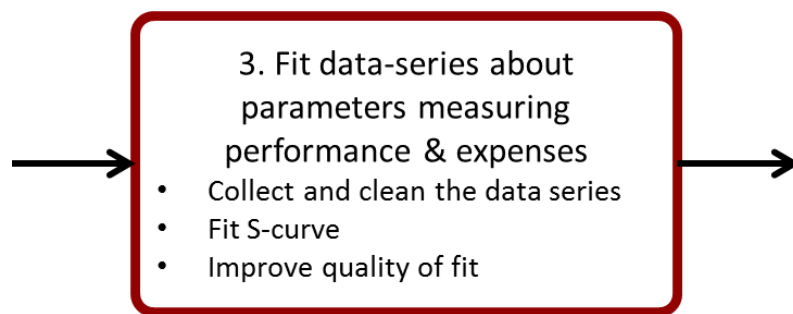 3. Fit data-series about
parameters measuring
performance & expenses
• Collect and clean the data series
• Fit S-curve
• Improve quality of fit